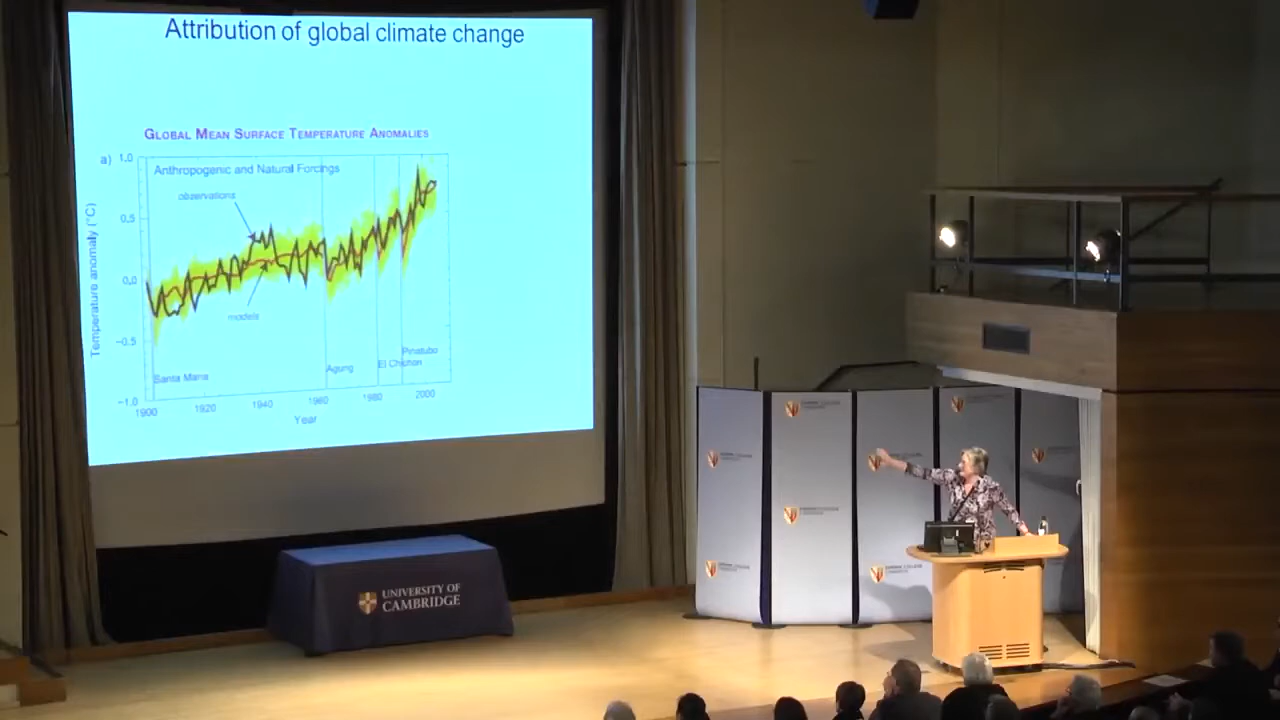 Attribution of global climate change
GLOBAL MEAN SURFACE TEMPERATURE ANOMALIES
a)
1.0
Anthropogenic and Natural Forcings
observations
0.5
Temperature anomaly (°C)
0.0
models
-0.5
Pinatubo
El Chichon
Agung
Santa Maria
-1.0
1900
1920
1940
1960
1980
2000
Year
UNIVERSITY OF
CAMBRIDGE